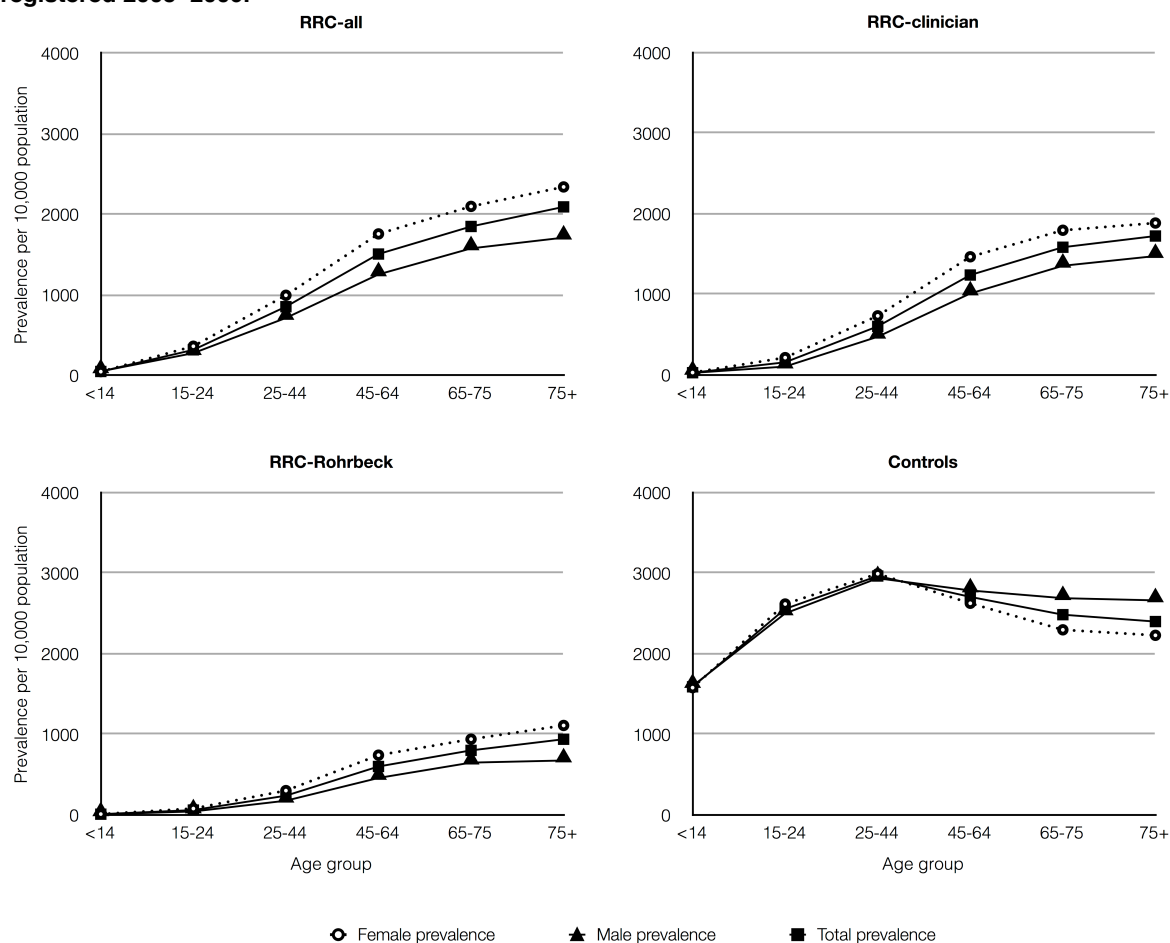 RRC-all
4000
3000
2000
1000
0
Prevalence per 10,000 population
<14 15-24 25-44 45-64 65-75 75+
RRC-clinician
4000
3000
2000
1000
0
<14 15-24 25-44 45-64 65-75 75+
RRC-Rohrbeck
4000
3000
2000
1000
0
Prevalence per 10,000 population
<14 15-24 25-44 45-64 65-75 75+
Age group
Controls
4000
3000
2000
1000
0
<14 15-24 25-44 45-64 65-75 75+
Age group
Female prevalence Male prevalence Total prevalence